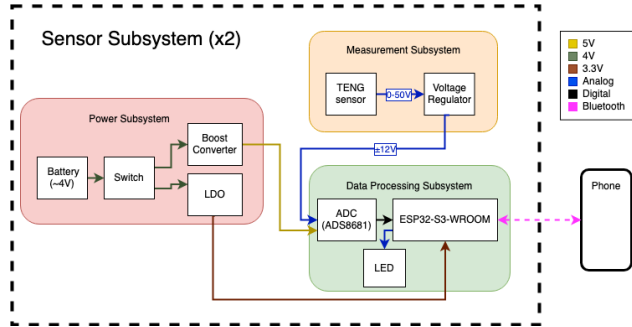 Sensor Subsystem (x2)
Measurement Subsystem
TENG
sensor
0-50V
Voltage
Regulator
Power Subsystem
Boost
Converter
Battery
(~4V)
Switch
LDO
±12V
Data Processing Subsystem
ADC
(ADS8681)
ESP32-S3-WROOM
LED
5V
4V
3.3V
Analog
Digital
Bluetooth
Phone